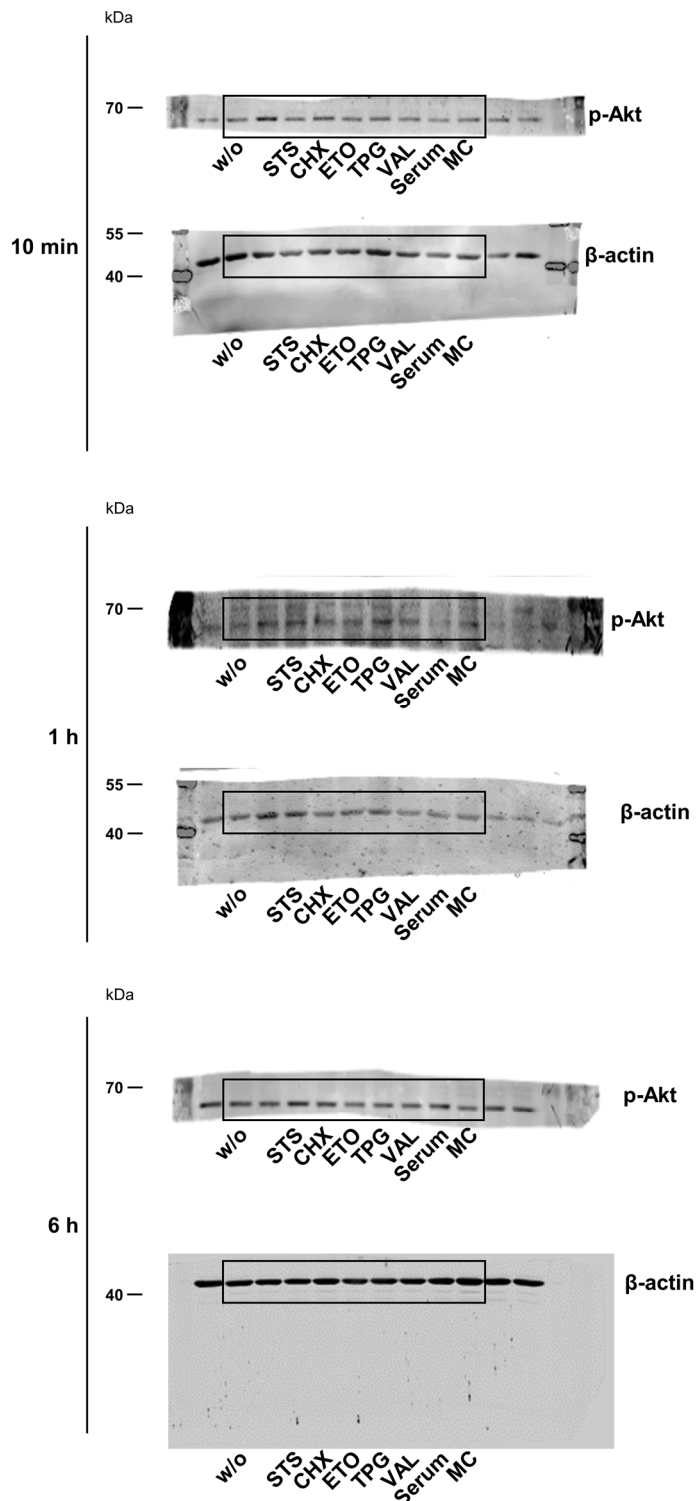 kDa
70
p-Akt
w/o STS CHX ETO TPG VAL Serum MC
10 min
55
β-actin
40
w/o STS CHX ETO TPG VAL Serum MC
kDa
70
p-Akt
w/o STS CHX ETO TPG VAL Serum MC
1 h
55
β-actin
40
w/o STS CHX ETO TPG VAL Serum MC
kDa
70
p-Akt
w/o STS CHX ETO TPG VAL Serum MC
6 h
β-actin
40
w/o STS CHX ETO TPG VAL Serum MC